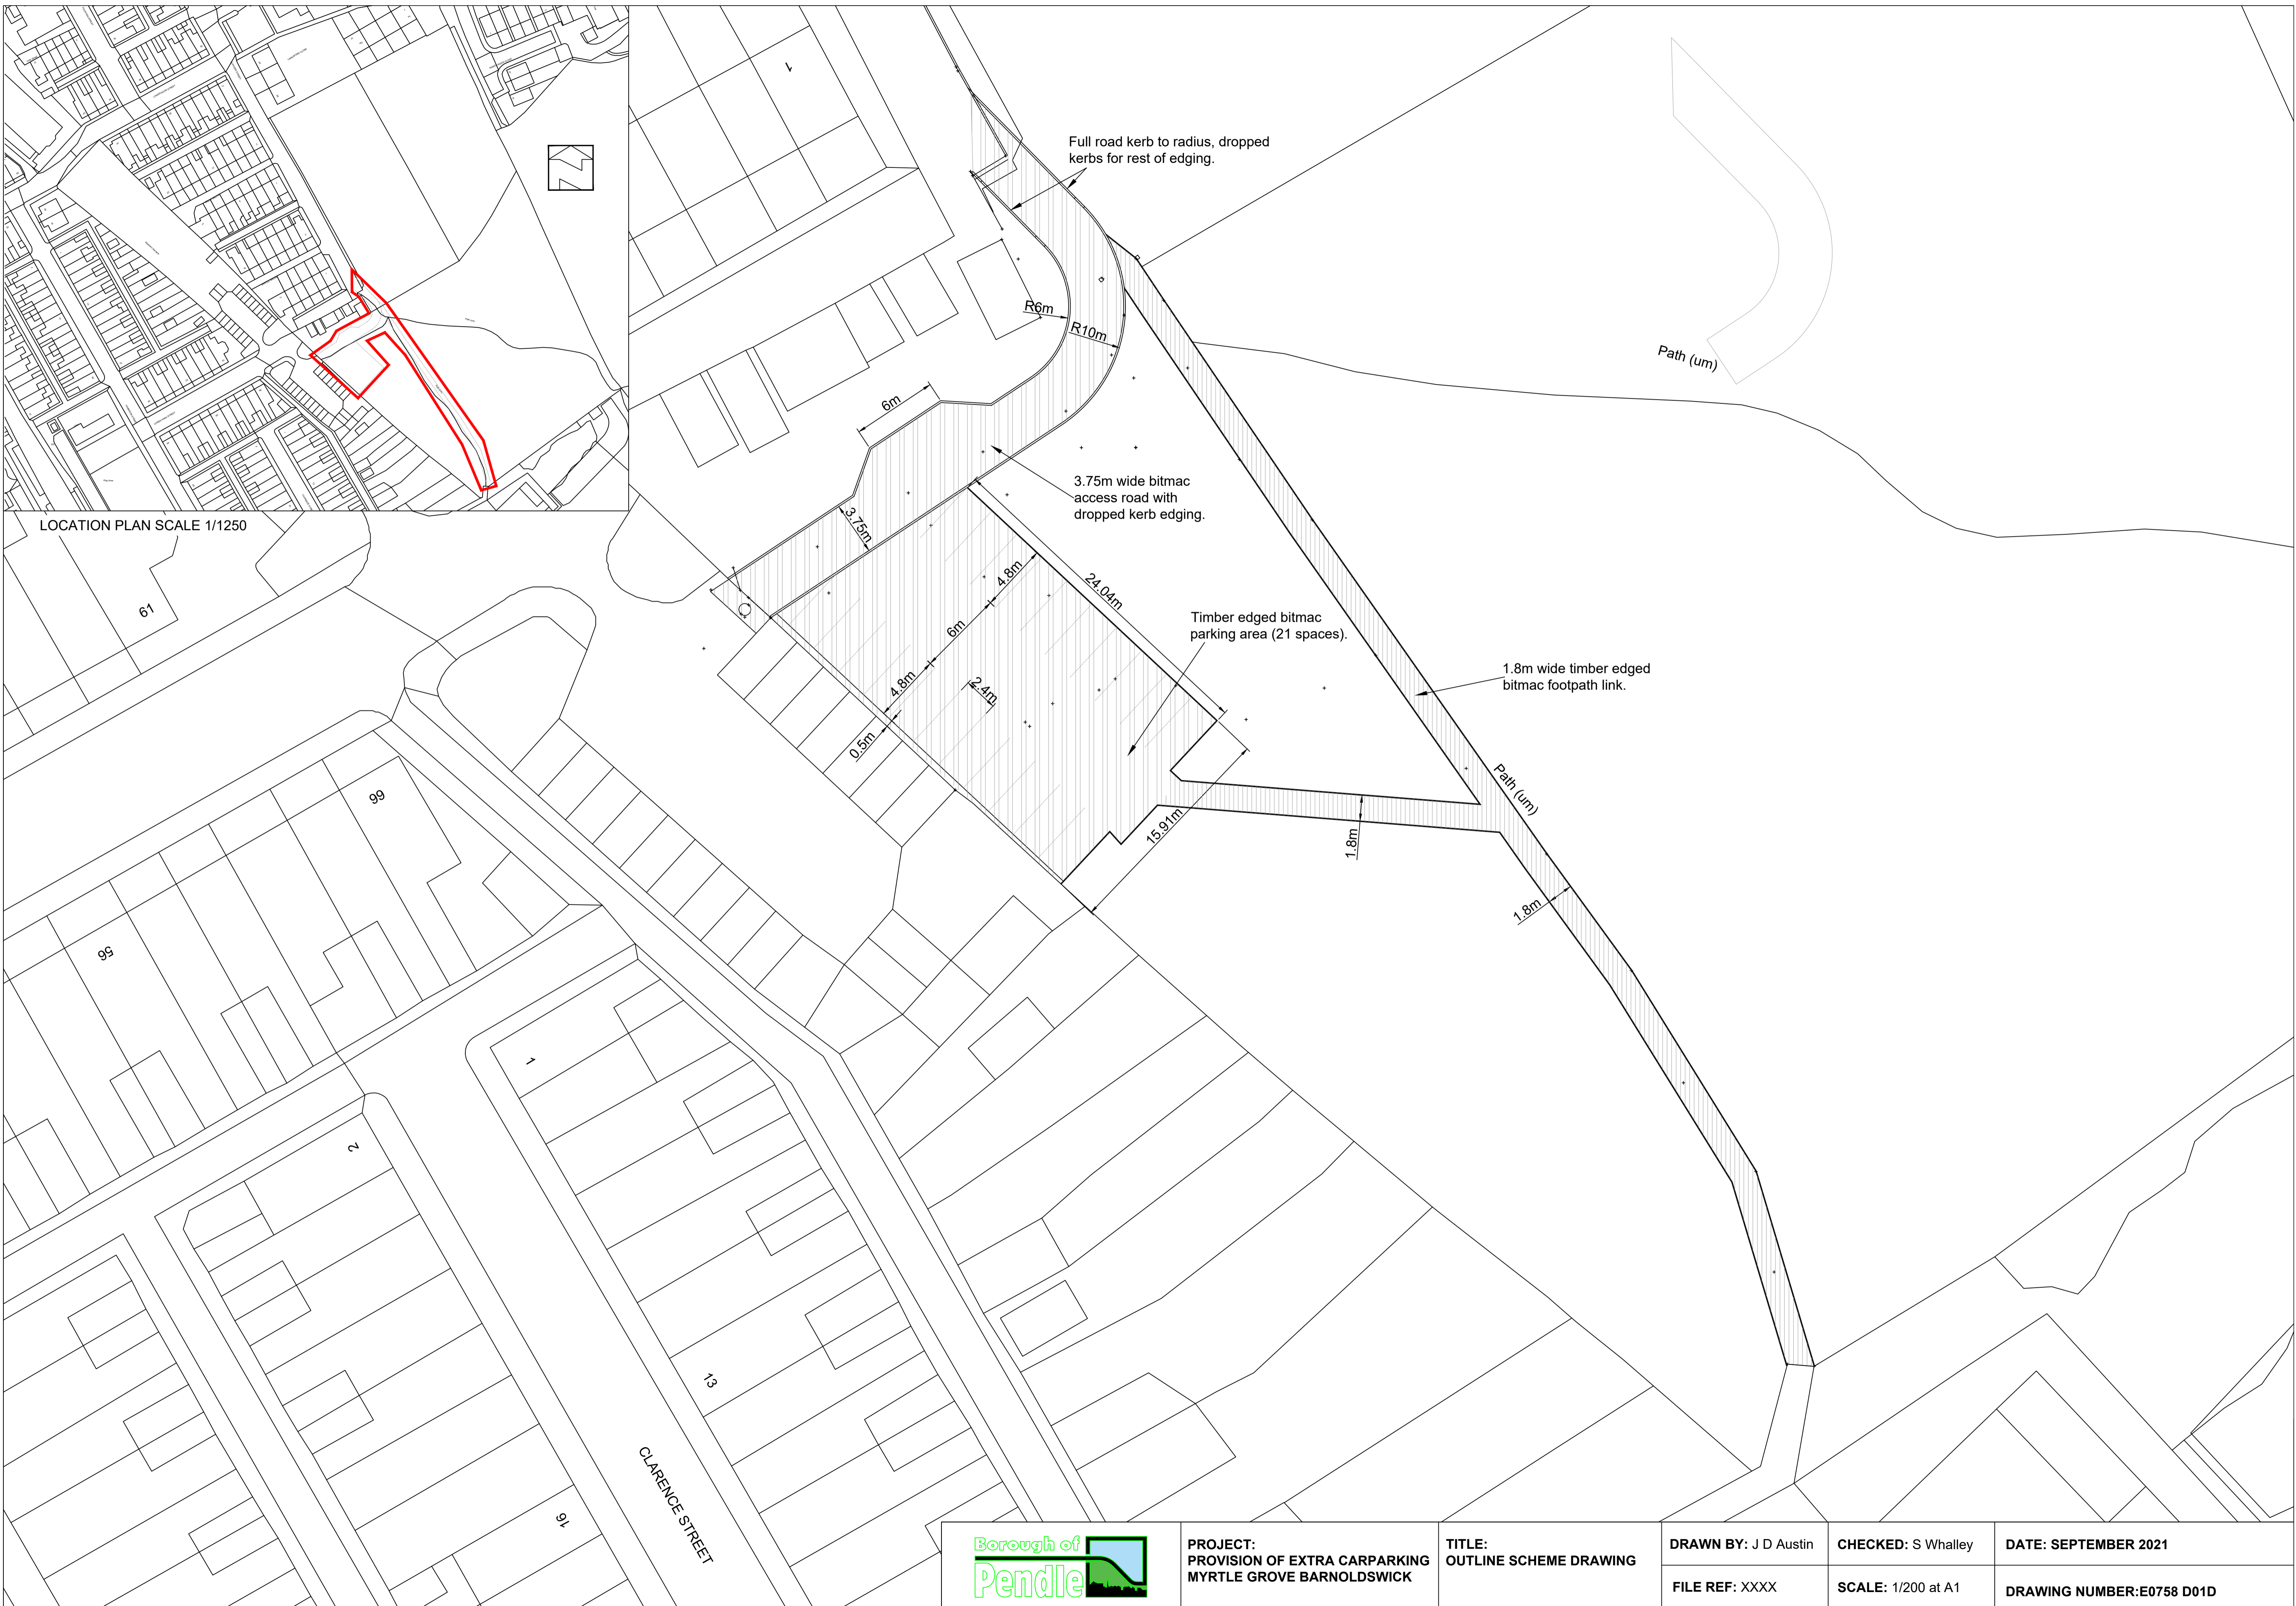 LOCATION PLAN SCALE 1/1250
1
Full road kerb to radius, dropped
kerbs for rest of edging.
R6m
R10m
Path (um)
6m
3.75m wide bitmac
access road with
dropped kerb edging.
3.75m
4.8m
24.04m
6m
Timber edged bitmac
parking area (21 spaces).
4.8m
2.4m
0.5m
1.8m wide timber edged
bitmac footpath link.
Path (um)
15.91m
1.8m
1.8m
61
66
56
1
2
13
16
CLARENCE STREET
Borough of
Pendle
PROJECT:
PROVISION OF EXTRA CARPARKING
MYRTLE GROVE BARNOLDSWICK
TITLE:
OUTLINE SCHEME DRAWING
DRAWN BY: J D Austin
CHECKED: S Whalley
DATE: SEPTEMBER 2021
FILE REF: XXXX
SCALE: 1/200 at A1
DRAWING NUMBER:E0758 D01D